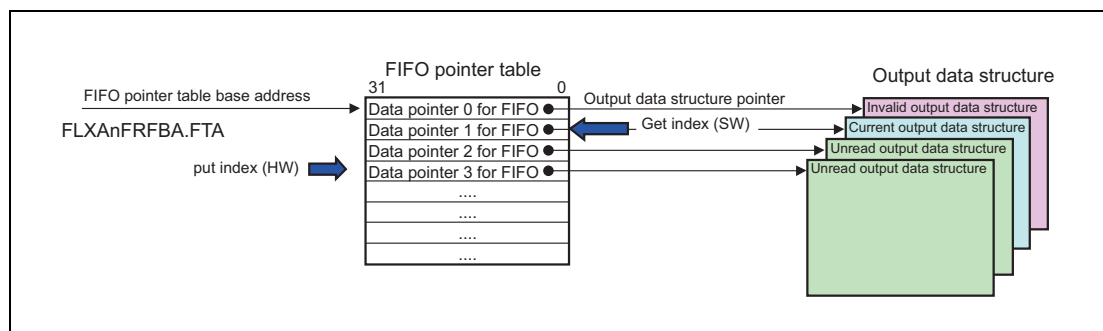 FIFO pointer table
31 0
Output data structure
FIFO pointer table base address
FLXAnFRFBA.FTA
Data pointer 0 for FIFO
Output data structure pointer
Invalid output data structure
Data pointer 1 for FIFO
Get index (SW)
Current output data structure
Data pointer 2 for FIFO
Unread output data structure
put index (HW)
Data pointer 3 for FIFO
Unread output data structure
....
....
....
....